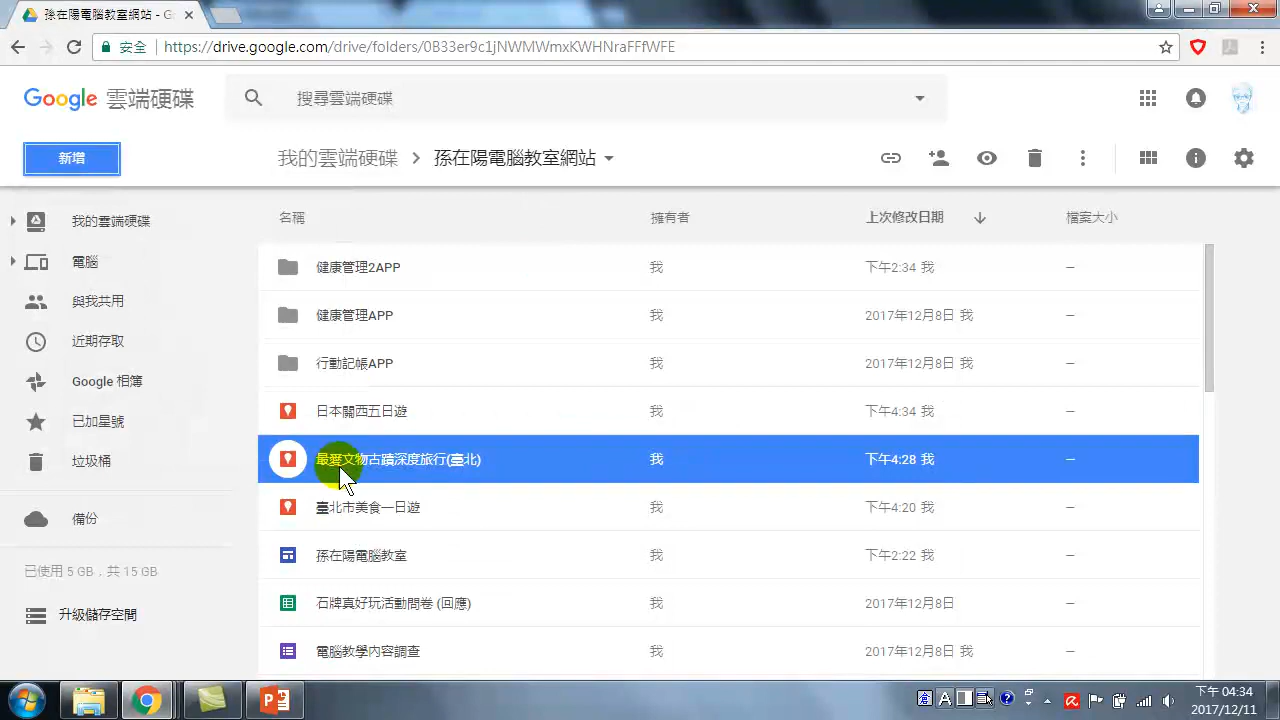 孫在陽電腦教室網站 - Go
安全 https://drive.google.com/drive/folders/0B33er9c1
Google 雲端硬碟
搜尋雲端硬碟
新增
我的雲端硬碟 > 孫在陽電腦教室網站
名稱 擁有者 上次修改日期 檔案大小
我的雲端硬碟
電腦
與我共用
近期存取
Google 相簿
已加星號
垃圾桶
備份
已使用 5 GB，共 15 GB
升級儲存空間
健康管理2APP 我 下午2:34 我 –
健康管理APP 我 2017年12月8日 我 –
行動記帳APP 我 2017年12月8日 我 –
日本關西五日遊 我 下午4:34 我 –
最愛文物古蹟深度旅行(臺北) 我 下午4:28 我 –
臺北市美食一日遊 我 下午4:20 我 –
孫在陽電腦教室 我 下午2:22 我 –
石牌真好玩活動問卷 (回應) 我 2017年12月8日 –
電腦教學內容調查 我 2017年12月8日 我 –
下午 04:34
2017/12/11